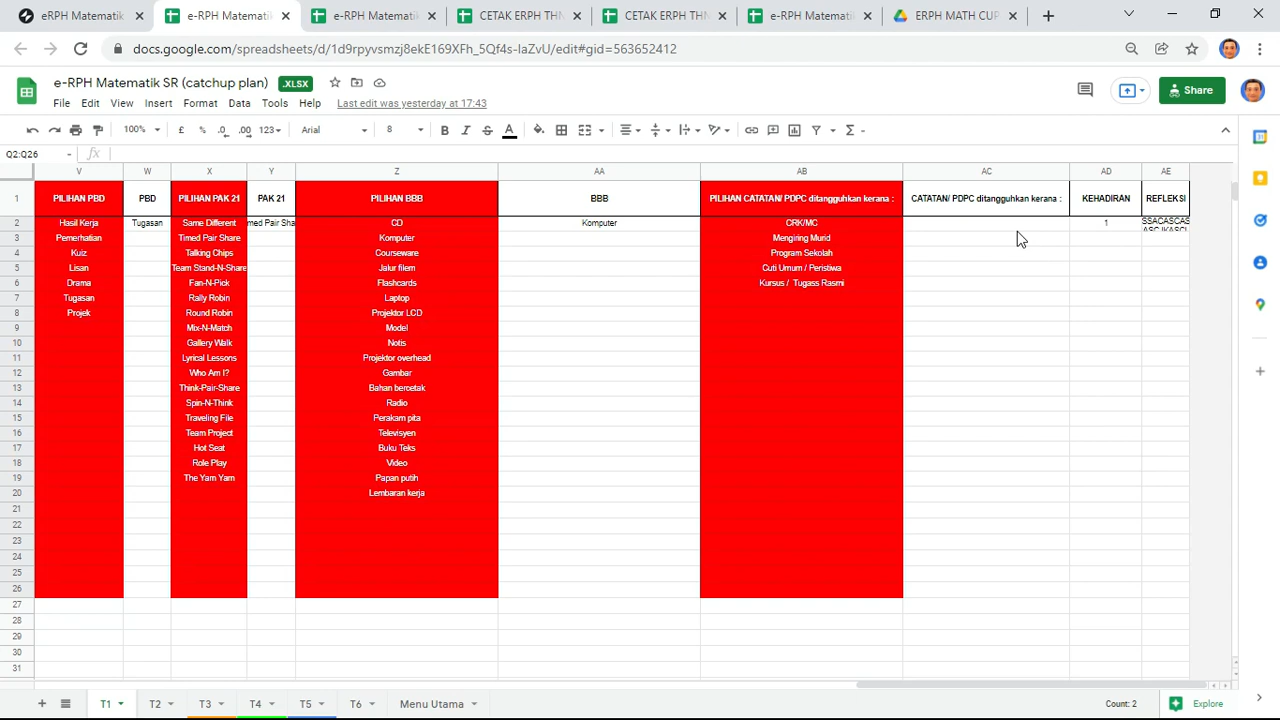 e-RPH Matematik
e-RPH Matematik
e-RPH Matematik
CETAK ERPH THN
CETAK ERPH THN
e-RPH Matematik
ERPH MATH CUP
docs.google.com/spreadsheets/d/1d9rpyvsmzj8ekE169XFh_5Qf4s-laZvU/edit#gid=563652412
e-RPH Matematik SR (catchup plan) .XLSX
File Edit View Insert Format Data Tools Help Last edit was yesterday at 17:43
Share
100% £ % .0 .00 123 Arial 8 B I S A
Q2:Q26 fx
V W X Y Z AA AB AC AD AE
1 PILIHAN PBD PBD PILIHAN PAK 21 PAK 21 PILIHAN BBB BBB PILIHAN CATATAN/ PDPC ditangguhkan kerana : CATATAN/ PDPC ditangguhkan kerana : KEHADIRAN REFLEKSI
2 Hasil Kerja Tugasan Same Different imed Pair Sha CD Komputer CRK/MC 1 SSACASCAS
3 Pemerhatian Timed Pair Share Komputer Mengiring Murid
4 Kuiz Talking Chips Courseware Program Sekolah
5 Lisan Team Stand-N-Share Jalur filem Cuti Umum / Peristiwa
6 Drama Fan-N-Pick Flashcards Kursus / Tugass Rasmi
7 Tugasan Rally Robin Laptop
8 Projek Round Robin Projektor LCD
9 Mix-N-Match Model
10 Gallery Walk Notis
11 Lyrical Lessons Projektor overhead
12 Who Am I? Gambar
13 Think-Pair-Share Bahan bercetak
14 Spin-N-Think Radio
15 Traveling File Perakam pita
16 Team Project Televisyen
17 Hot Seat Buku Teks
18 Role Play Video
19 The Yam Yam Papan putih
20 Lembaran kerja
21
22
23
24
25
26
27
28
29
30
31
T1 T2 T3 T4 T5 T6 Menu Utama Count: 2 Explore